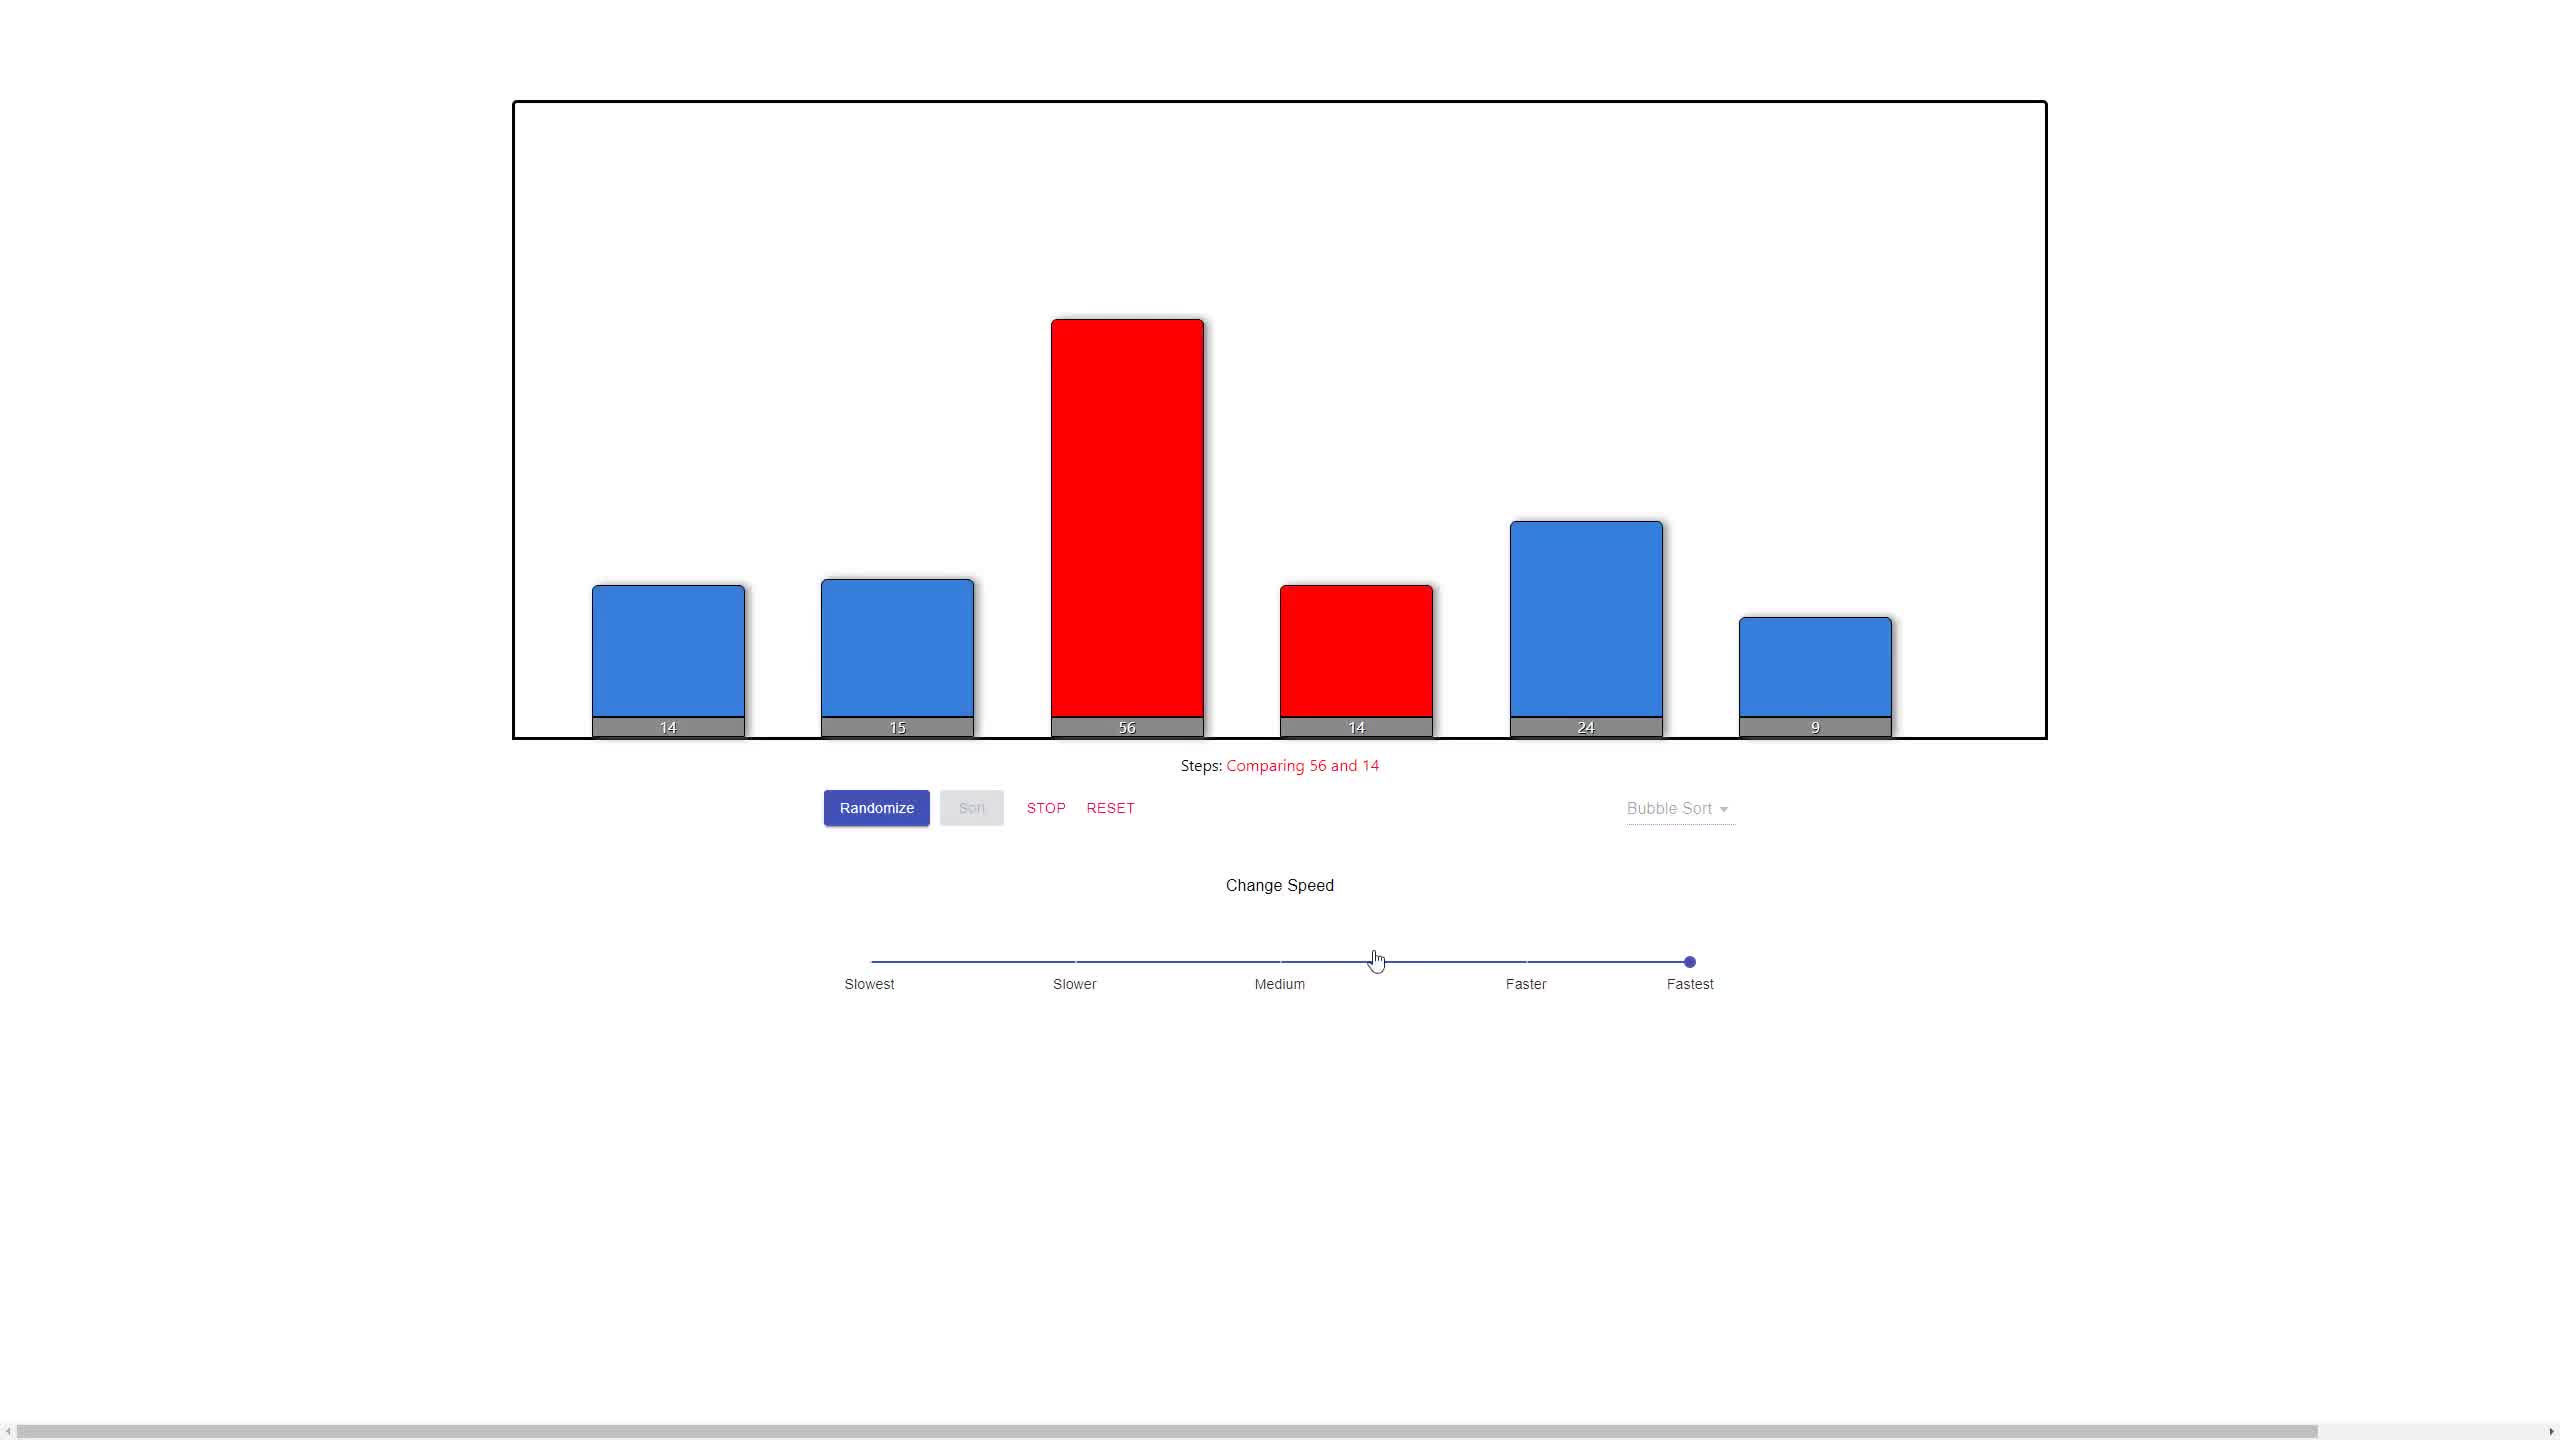 14 15 56 14 24 9
Steps: Comparing 56 and 14
Randomize Sort STOP RESET Bubble Sort
Change Speed
Slowest Slower Medium Faster Fastest